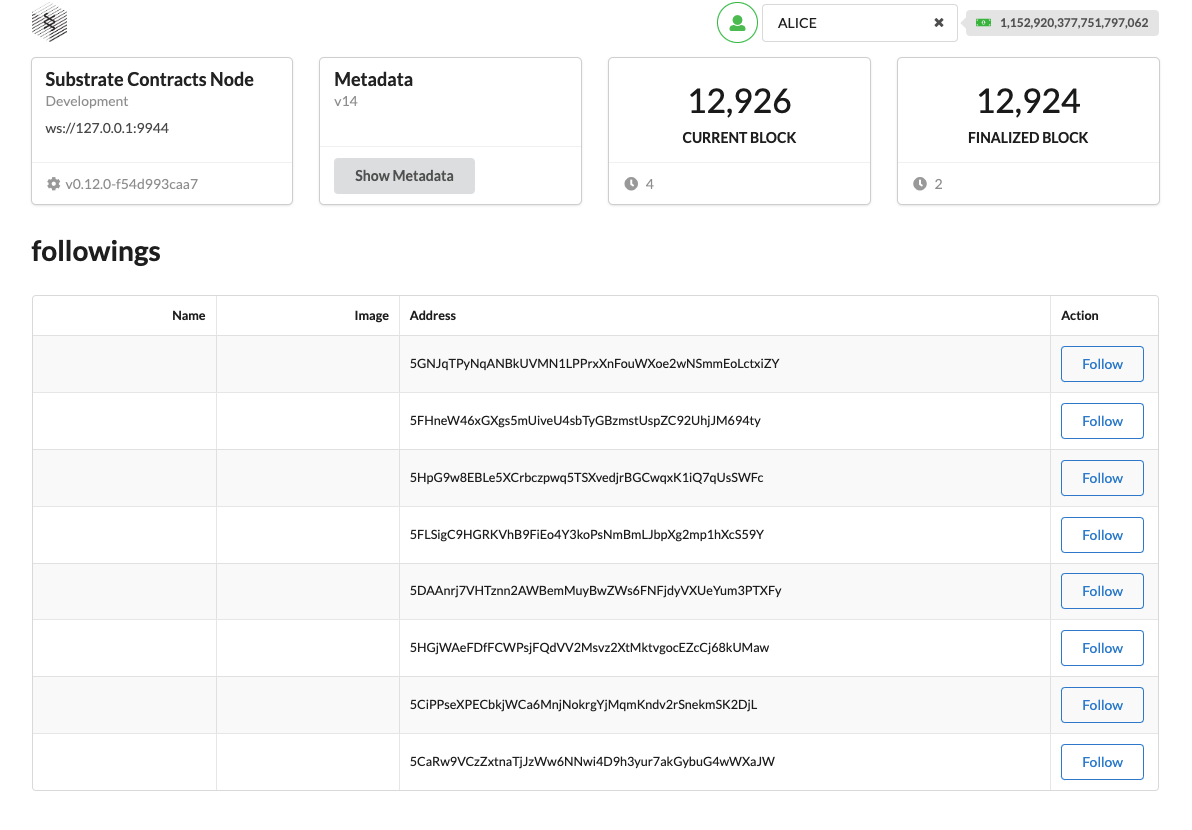 ALICE
1,152,920,377,751,797,062
Substrate Contracts Node
Development
ws://127.0.0.1:9944
v0.12.0-f54d993caa7
Metadata
v14
Show Metadata
12,926
CURRENT BLOCK
4
12,924
FINALIZED BLOCK
2
followings
Name Image Address Action
5GNJqTPyNqANBkUVMN1LPPrxXnFouWXoe2wNSmmEoLctxiZY Follow
5FHneW46xGXgs5mUiveU4sbTyGBzmstUspZC92UhjJM694ty Follow
5HpG9w8EBLe5XCrbczpwq5TSXvedjrBGCwqxK1iQ7qUsSWFc Follow
5FLSigC9HGRKVhB9FiEo4Y3koPsNmBmLJbpXg2mp1hXcS59Y Follow
5DAAnrj7VHTznn2AWBemMuyBwZWs6FNFjdyVXUeYum3PTXFy Follow
5HGjWAeFDfFCWPsjFQdVV2Msvz2XtMktvgocEZcCj68kUMaw Follow
5CiPPseXPECbkjWCa6MnjNokrgYjMqmKndv2rSnekmSK2DjL Follow
5CaRw9VCzZxtnaTjJzWw6NNwi4D9h3yur7akGybuG4wWXaJW Follow